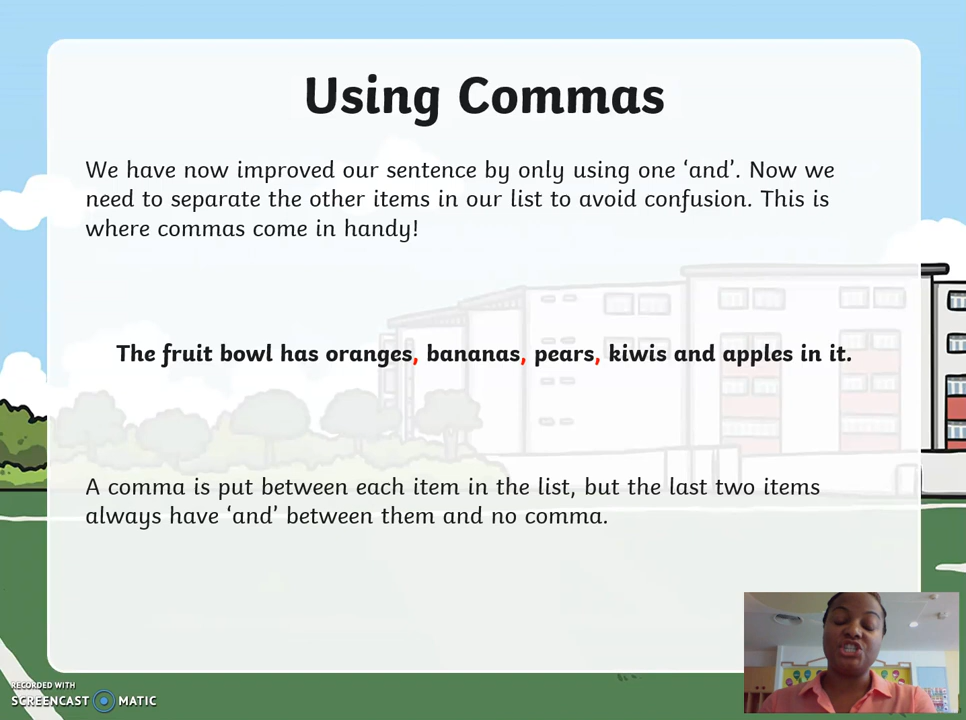 Using Commas
We have now improved our sentence by only using one ‘and’. Now we
need to separate the other items in our list to avoid confusion. This is
where commas come in handy!
The fruit bowl has oranges, bananas, pears, kiwis and apples in it.
A comma is put between each item in the list, but the last two items
always have ‘and’ between them and no comma.
RECORDED WITH
SCREENCAST MATIC